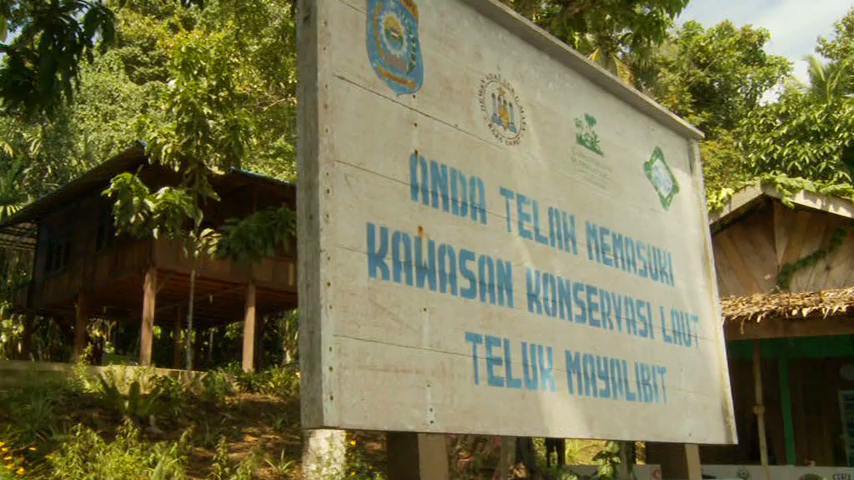 ANDA TELAH MEMASUKI
KAWASAN KONSERVASI LAUT
TELUK MAYALIBIT